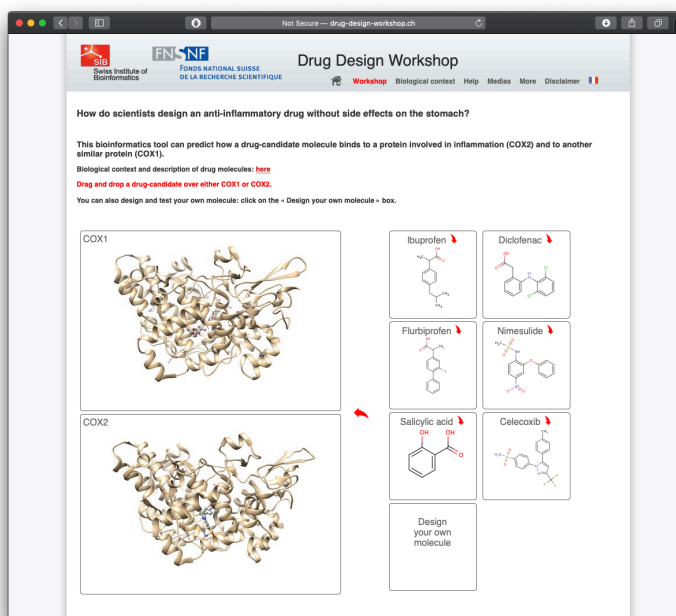 Not Secure — drug-design-workshop.ch
SIB
Swiss Institute of
Bioinformatics
FNSNF
FONDS NATIONAL SUISSE
DE LA RECHERCHE SCIENTIFIQUE
Drug Design Workshop
Workshop Biological context Help Medias More Disclaimer
How do scientists design an anti-inflammatory drug without side effects on the stomach?
This bioinformatics tool can predict how a drug-candidate molecule binds to a protein involved in inflammation (COX2) and to another
similar protein (COX1).
Biological context and description of drug molecules: here
Drag and drop a drug-candidate over either COX1 or COX2.
You can also design and test your own molecule: click on the « Design your own molecule » box.
COX1
COX2
Ibuprofen
Diclofenac
Flurbiprofen
Nimesulide
Salicylic acid
OH OH
O
Celecoxib
Design
your own
molecule